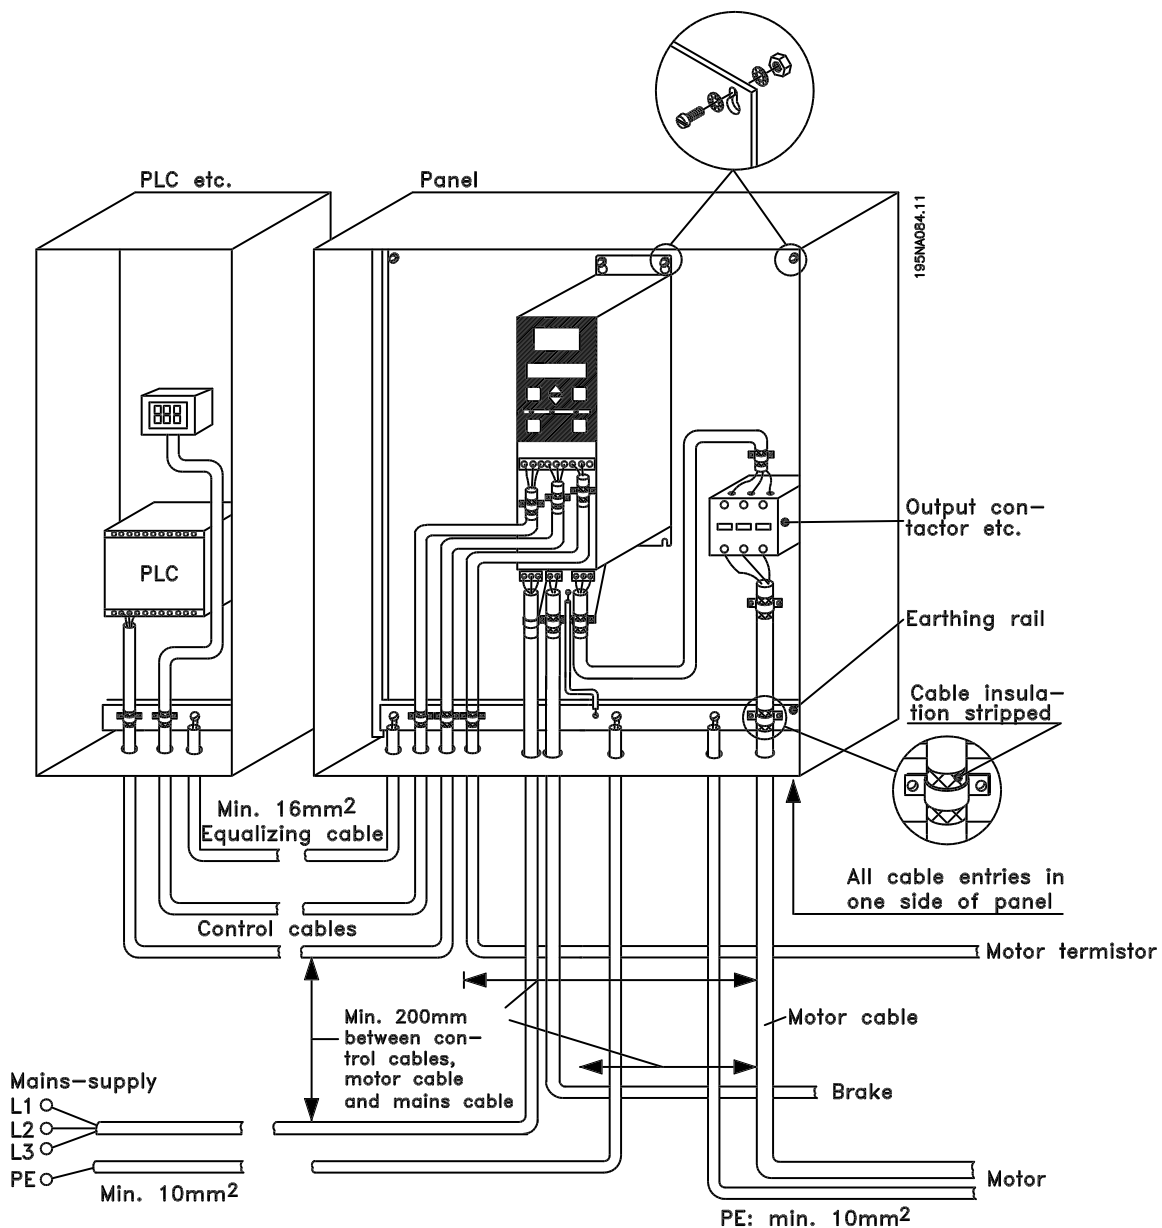 PLC etc.
Panel
195NA084.11
PLC
Output con-
tactor etc.
Earthing rail
Cable insula-
tion stripped
Min. 16mm2
Equalizing cable
All cable entries in
one side of panel
Control cables
Motor termistor
Min. 200mm
between con-
trol cables,
motor cable
and mains cable
Motor cable
Mains-supply
L1
L2
L3
PE
Brake
Min. 10mm2
Motor
PE: min. 10mm2